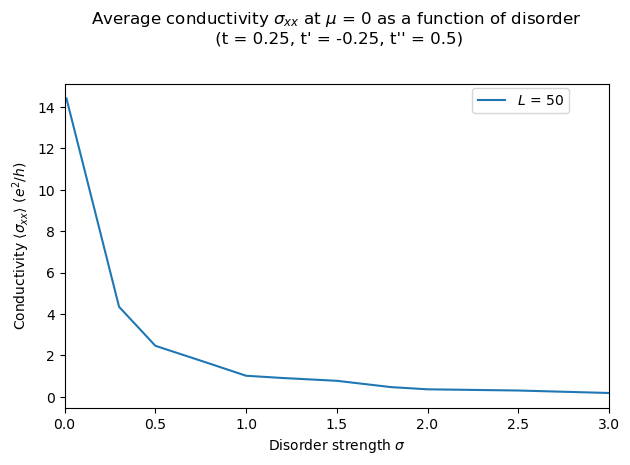 Average conductivity σxx at μ = 0 as a function of disorder
(t = 0.25, t' = -0.25, t'' = 0.5)
L = 50
Conductivity ⟨σxx⟩ (e²/h)
14
12
10
8
6
4
2
0
0.0 0.5 1.0 1.5 2.0 2.5 3.0
Disorder strength σ